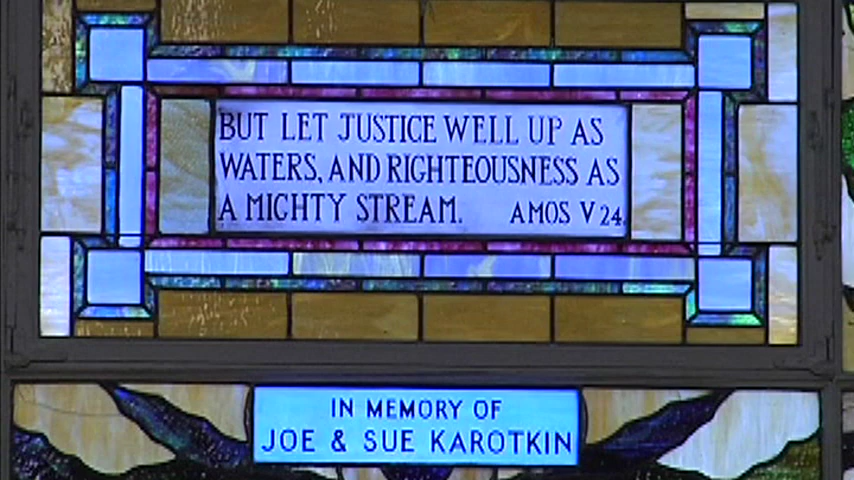 BUT LET JUSTICE WELL UP AS
WATERS, AND RIGHTEOUSNESS AS
A MIGHTY STREAM. AMOS V 24.
IN MEMORY OF
JOE & SUE KAROTKIN